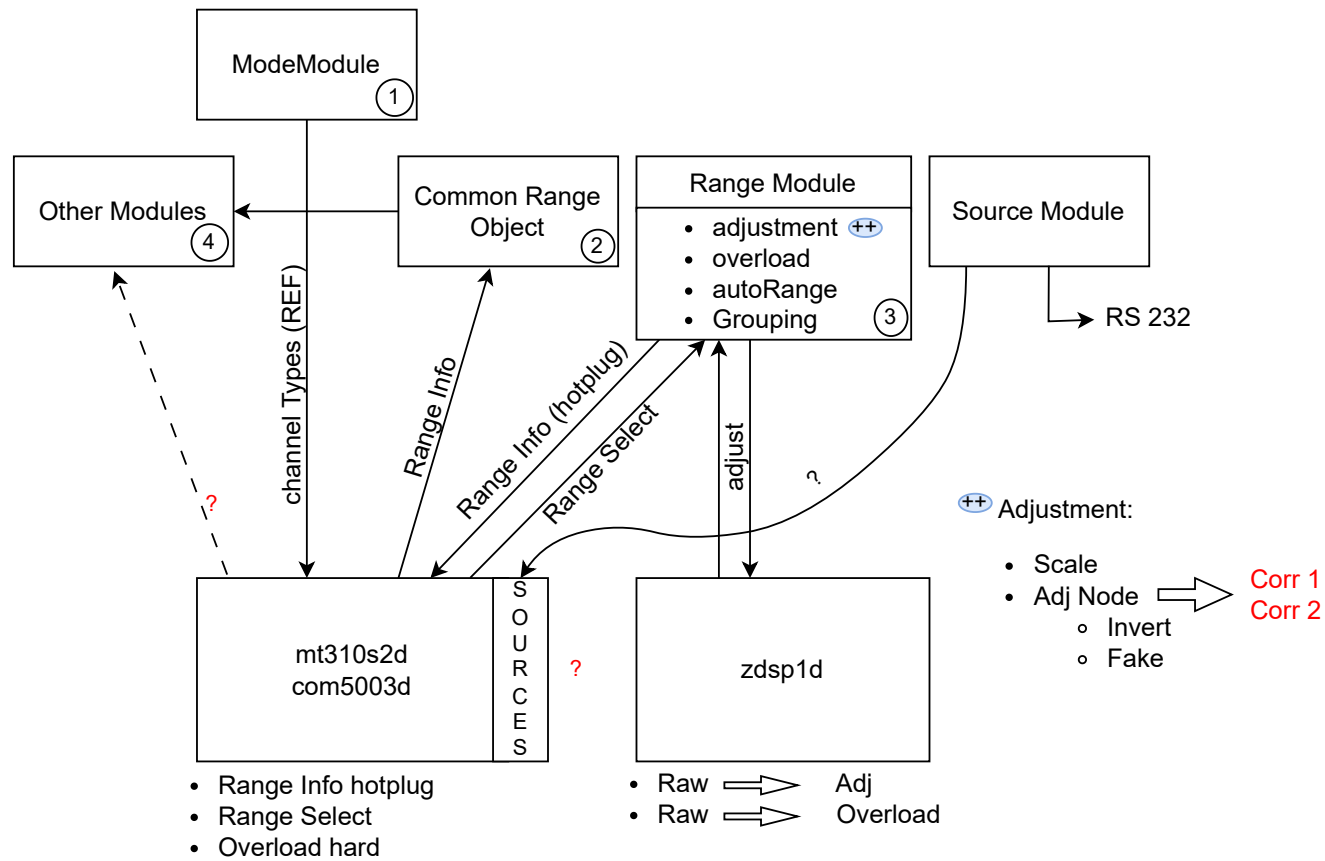 ModeModule
1
Other Modules
4
Common Range
Object
2
Range Module
adjustment ++
overload
autoRange
Grouping
3
Source Module
RS 232
channel Types (REF)
Range Info
Range Info (hotplug)
Range Select
adjust
?
?
++ Adjustment:
Scale
Adj Node
Invert
Fake
Corr 1
Corr 2
mt310s2d
com5003d
SOURCES
?
zdsp1d
Range Info hotplug
Range Select
Overload hard
Raw Adj
Raw Overload